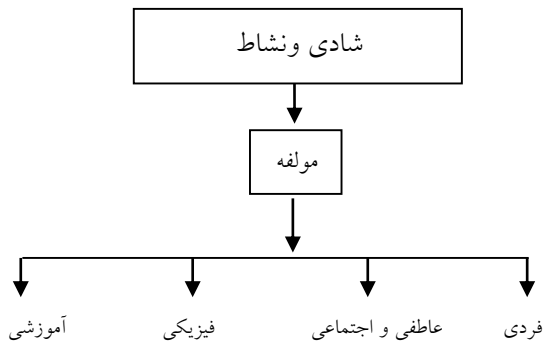 شادی ونشاط
مولفه
فردی
عاطفی و اجتماعی
فیزیکی
آموزشی